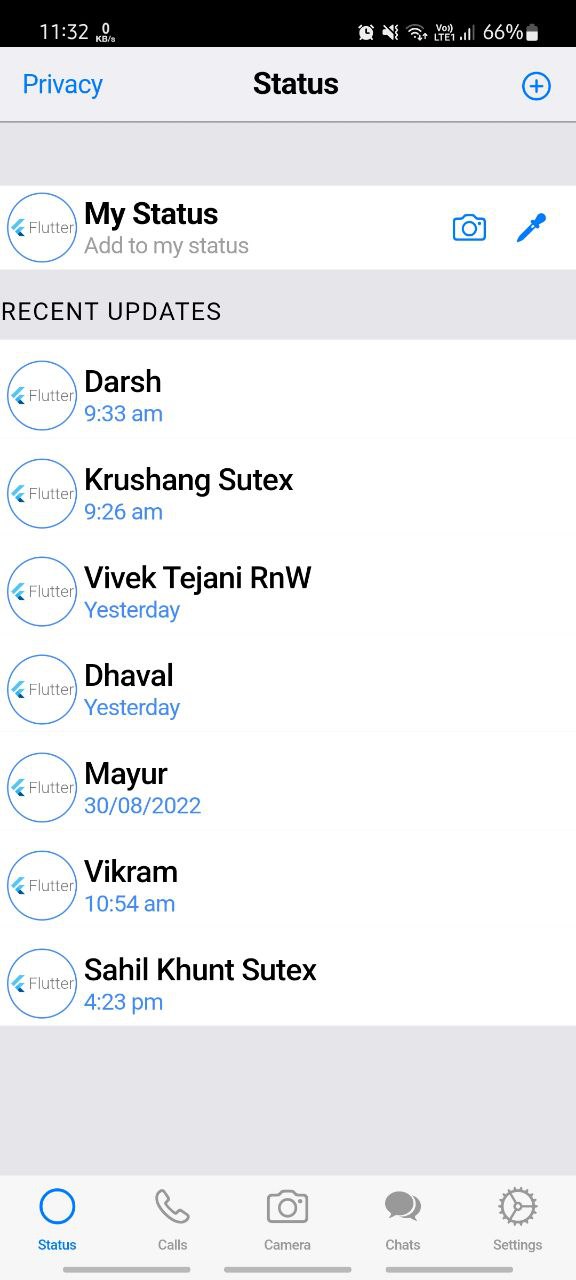 11:32 0 KB/s Vo)) LTE1 66%
Privacy Status
Flutter My Status
Add to my status
RECENT UPDATES
Flutter Darsh
9:33 am
Flutter Krushang Sutex
9:26 am
Flutter Vivek Tejani RnW
Yesterday
Flutter Dhaval
Yesterday
Flutter Mayur
30/08/2022
Flutter Vikram
10:54 am
Flutter Sahil Khunt Sutex
4:23 pm
Status Calls Camera Chats Settings